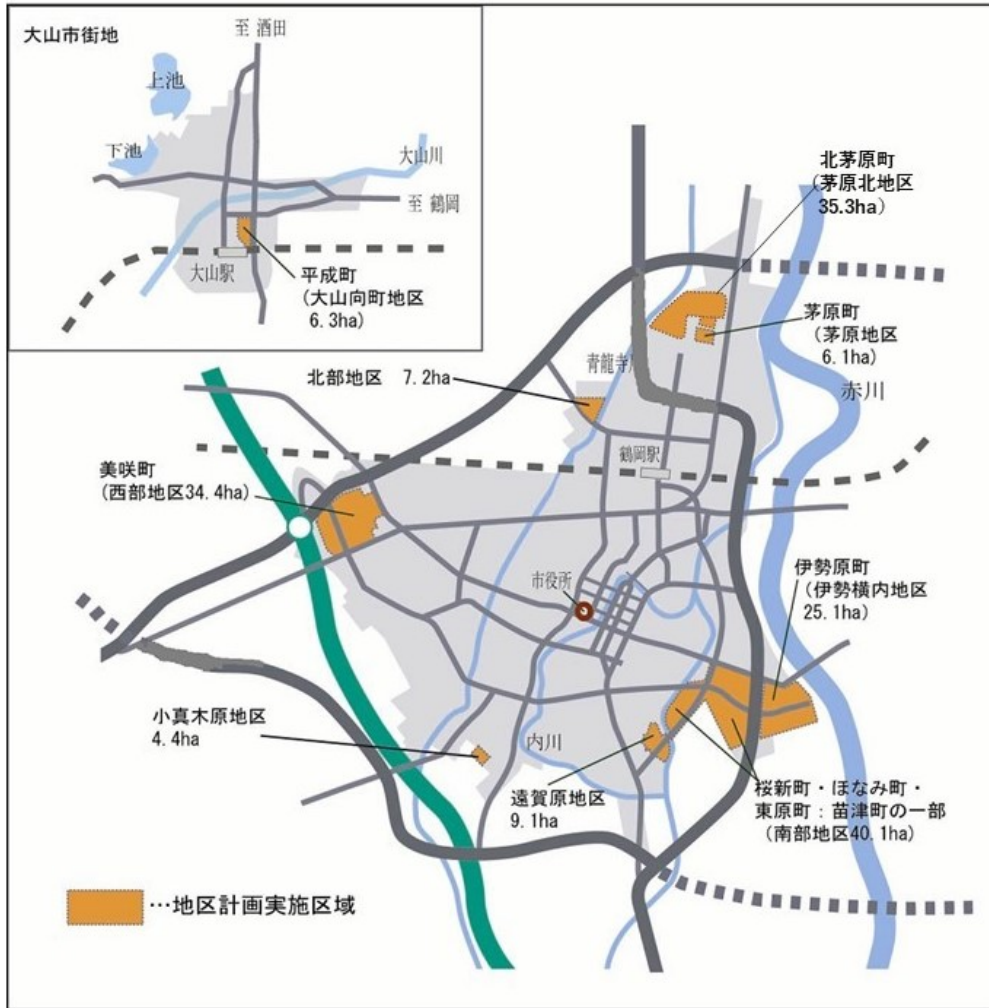 大山市街地
至 酒田
上池
下池
大山川
至 鶴岡
大山駅
平成町
(大山向町地区
6.3ha)
北茅原町
(茅原北地区
35.3ha)
茅原町
(茅原地区
6.1ha)
青龍寺川
北部地区 7.2ha
赤川
鶴岡駅
美咲町
(西部地区34.4ha)
市役所
伊勢原町
(伊勢横内地区
25.1ha)
小真木原地区
4.4ha
内川
遠賀原地区
9.1ha
桜新町・ほなみ町・
東原町:苗津町の一部
(南部地区40.1ha)
…地区計画実施区域